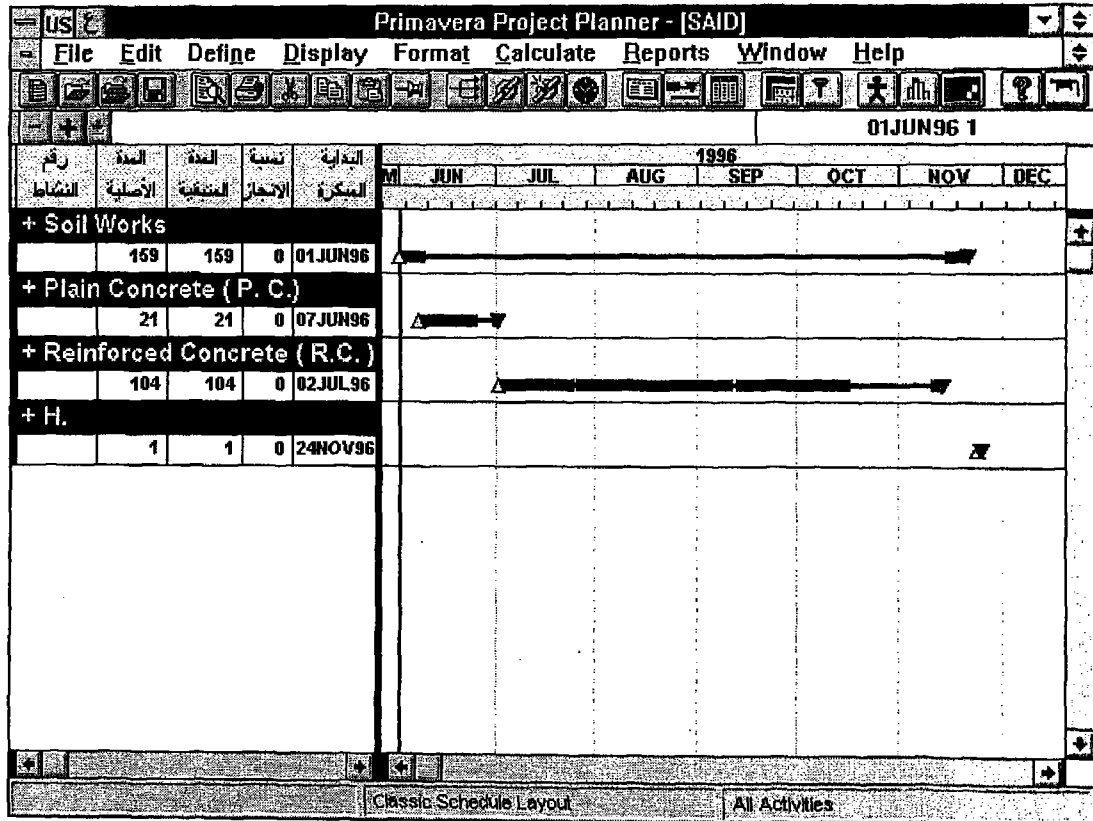 US ع Primavera Project Planner - [SAID]
File Edit Define Display Format Calculate Reports Window Help
01JUN96 1
رقم النشاط
المدة الأصلية
المدة المتبقية
نسبة الانجاز
البداية المبكرة
1996
M JUN JUL AUG SEP OCT NOV DEC
+ Soil Works
159 159 0 01JUN96
+ Plain Concrete ( P. C.)
21 21 0 07JUN96
+ Reinforced Concrete ( R.C. )
104 104 0 02JUL96
+ H.
1 1 0 24NOV96
Classic Schedule Layout All Activities